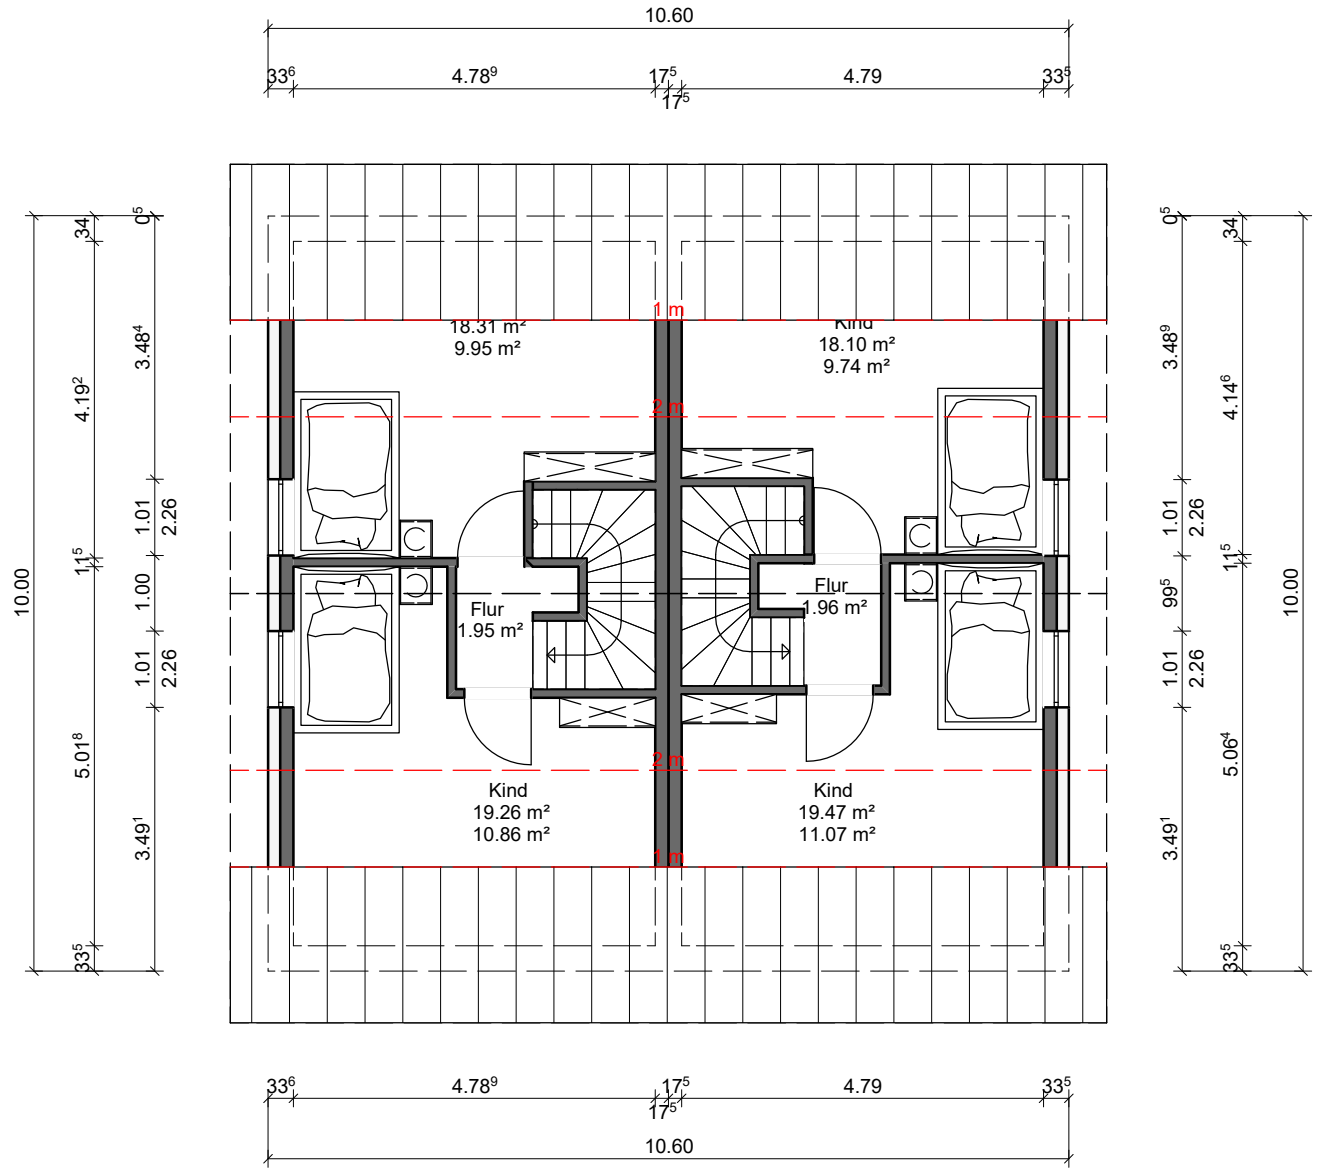 10.60
33⁶ 4.78⁹ 17⁵ 4.79 33⁵
17⁵
10.00
34
4.19²
11⁵
5.01⁸
33⁵
0⁵
3.48⁴
1.01
2.26
1.00
1.01
2.26
3.49¹
1 m
18.31 m²
9.95 m²
Kind
18.10 m²
9.74 m²
2 m
Flur
1.95 m²
Flur
1.96 m²
2 m
Kind
19.26 m²
10.86 m²
Kind
19.47 m²
11.07 m²
1 m
0⁵
3.48⁹
1.01
2.26
99⁵
1.01
2.26
3.49¹
34
4.14⁶
11⁵
5.06⁴
33⁵
10.00
33⁶ 4.78⁹ 17⁵ 4.79 33⁵
17⁵
10.60